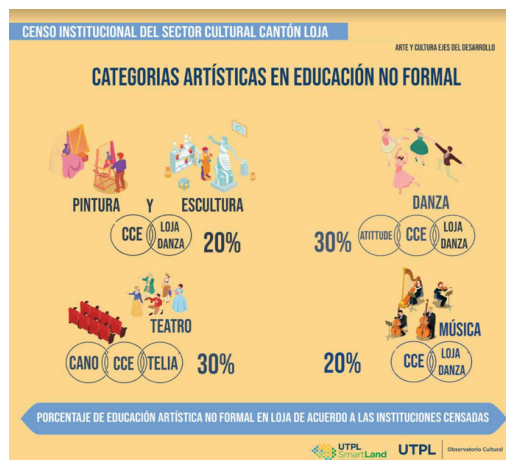 CENSO INSTITUCIONAL DEL SECTOR CULTURAL CANTÓN LOJA
ARTE Y CULTURA EJES DEL DESARROLLO
CATEGORIAS ARTÍSTICAS EN EDUCACIÓN NO FORMAL
PINTURA Y ESCULTURA
CCE LOJA DANZA 20%
DANZA
30% ATITTUDE CCE LOJA DANZA
TEATRO
CANO CCE TELIA 30%
MÚSICA
20% CCE LOJA DANZA
PORCENTAJE DE EDUCACIÓN ARTÍSTICA NO FORMAL EN LOJA DE ACUERDO A LAS INSTITUCIONES CENSADAS
UTPL SmartLand UTPL Observatorio Cultural